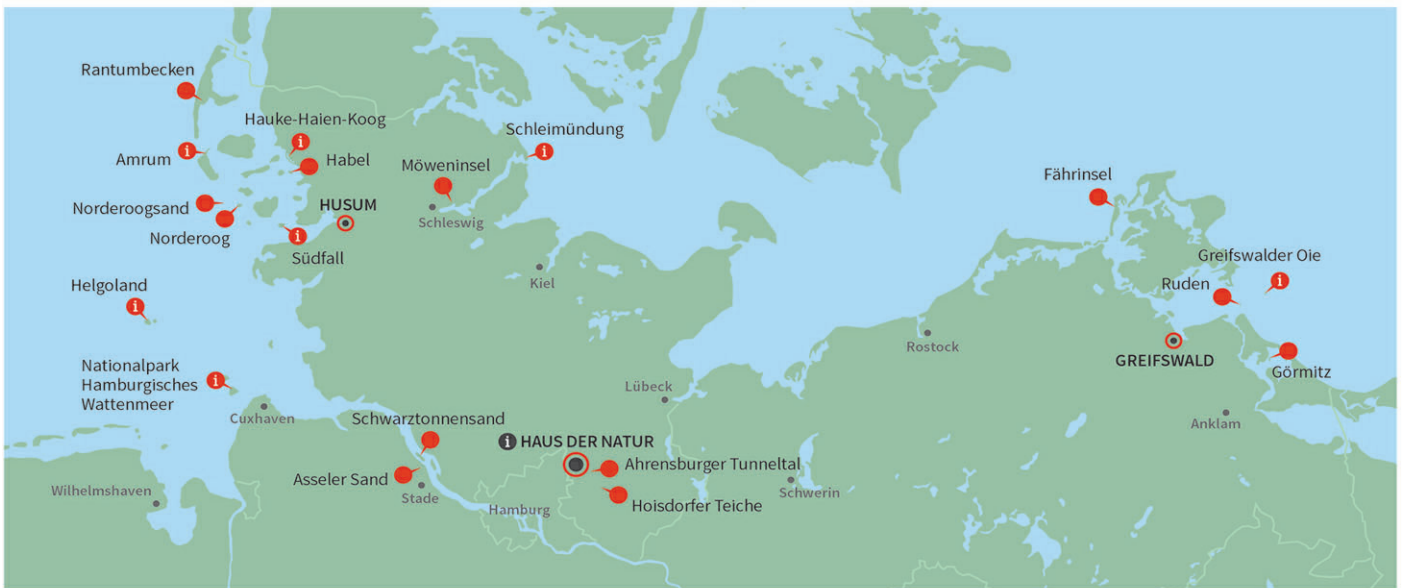 Rantumbecken
Hauke-Haien-Koog
i
Schleimündung
i
Amrum
i
Habel
Möweninsel
Fährinsel
Norderoogsand
HUSUM
Schleswig
Norderoog
i
Südfall
Greifswalder Oie
i
Kiel
Helgoland
i
Ruden
Rostock
GREIFSWALD
Görmitz
Nationalpark
Hamburgisches
Wattenmeer
i
Cuxhaven
Lübeck
Anklam
Schwarztonnensand
i HAUS DER NATUR
Ahrensburger Tunneltal
Asseler Sand
Stade
Schwerin
Wilhelmshaven
Hamburg
Hoisdorfer Teiche